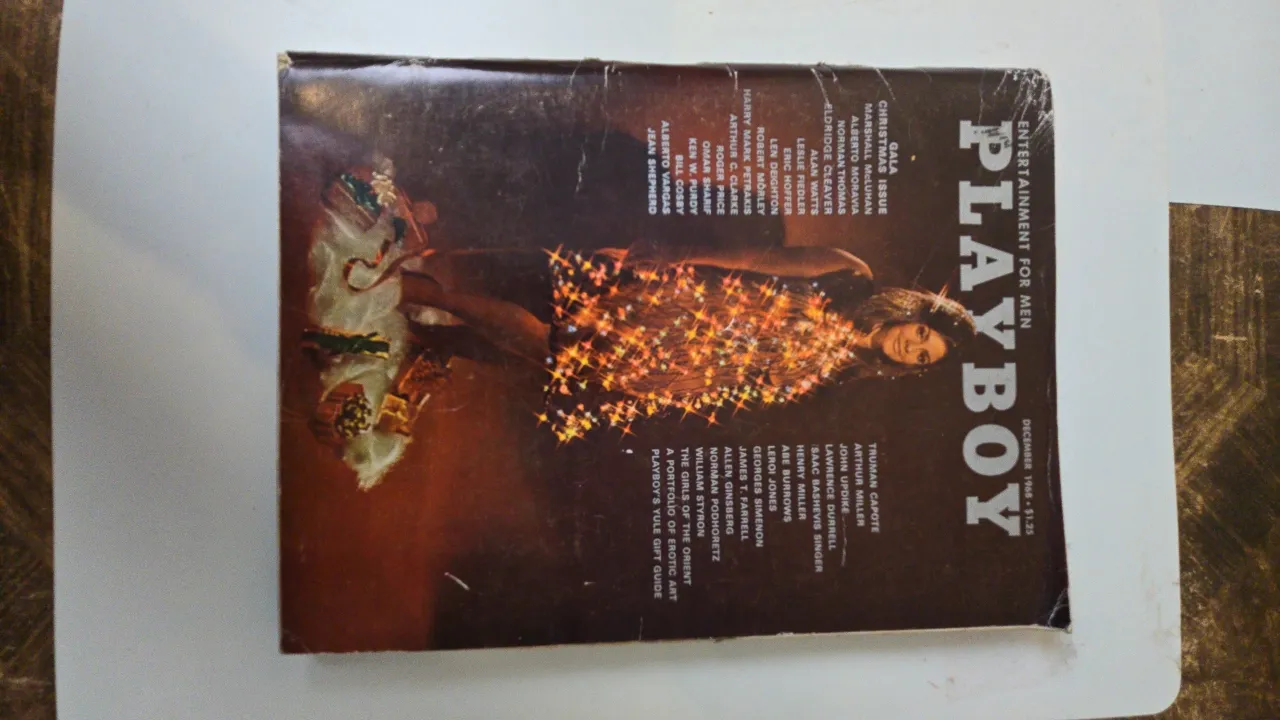 ENTERTAINMENT FOR MEN
DECEMBER 1968 • $1.25
PLAYBOY
GALA
CHRISTMAS ISSUE
MARSHALL McLUHAN
ALBERTO MORAVIA
NORMAN THOMAS
ELDRIDGE CLEAVER
ALAN WATTS
LESLIE FIEDLER
ERIC HOFFER
LEN DEIGHTON
ROBERT MORLEY
HARRY MARK PETRAKIS
ARTHUR C. CLARKE
ROGER PRICE
OMAR SHARIF
KEN W. PURDY
BILL COSBY
ALBERTO VARGAS
JEAN SHEPHERD
TRUMAN CAPOTE
ARTHUR MILLER
JOHN UPDIKE
LAWRENCE DURRELL
ISAAC BASHEVIS SINGER
HENRY MILLER
ABE BURROWS
LEROI JONES
GEORGES SIMENON
JAMES T. FARRELL
ALLEN GINSBERG
NORMAN PODHORETZ
WILLIAM STYRON
THE GIRLS OF THE ORIENT
A PORTFOLIO OF EROTIC ART
PLAYBOY'S YULE GIFT GUIDE